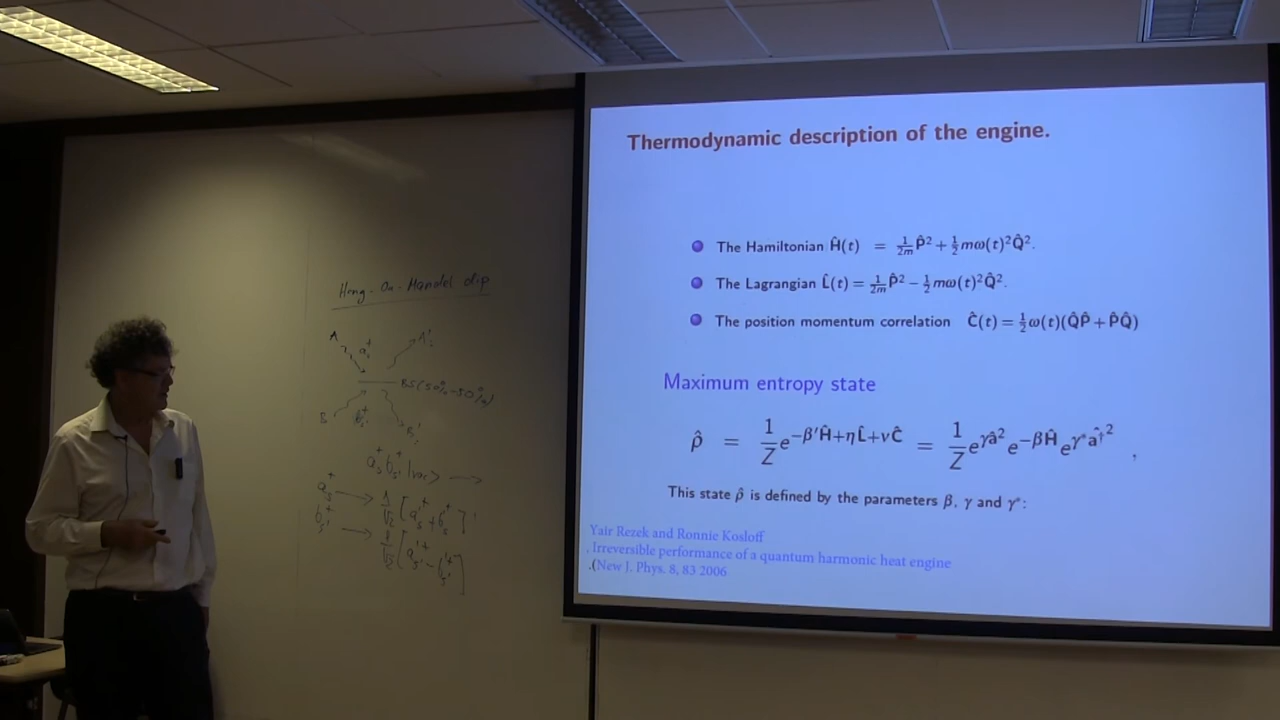 Thermodynamic description of the engine.
The Hamiltonian Ĥ(t) = 1/2m P̂² + 1/2 mω(t)²Q̂².
The Lagrangian L̂(t) = 1/2m P̂² − 1/2 mω(t)²Q̂².
The position momentum correlation Ĉ(t) = 1/2 ω(t)(Q̂P̂ + P̂Q̂)
Maximum entropy state
ρ̂ = 1/Z e^{−β′Ĥ+ηL̂+νĈ} = 1/Z e^{γâ²} e^{−βĤ} e^{γ*â†²} ,
This state ρ̂ is defined by the parameters β, γ and γ*:
Yair Rezek and Ronnie Kosloff
, Irreversible performance of a quantum harmonic heat engine
.(New J. Phys. 8, 83 2006
Hong-Ou-Mandel dip
A
A'
BS(50%-50%)
B
B'